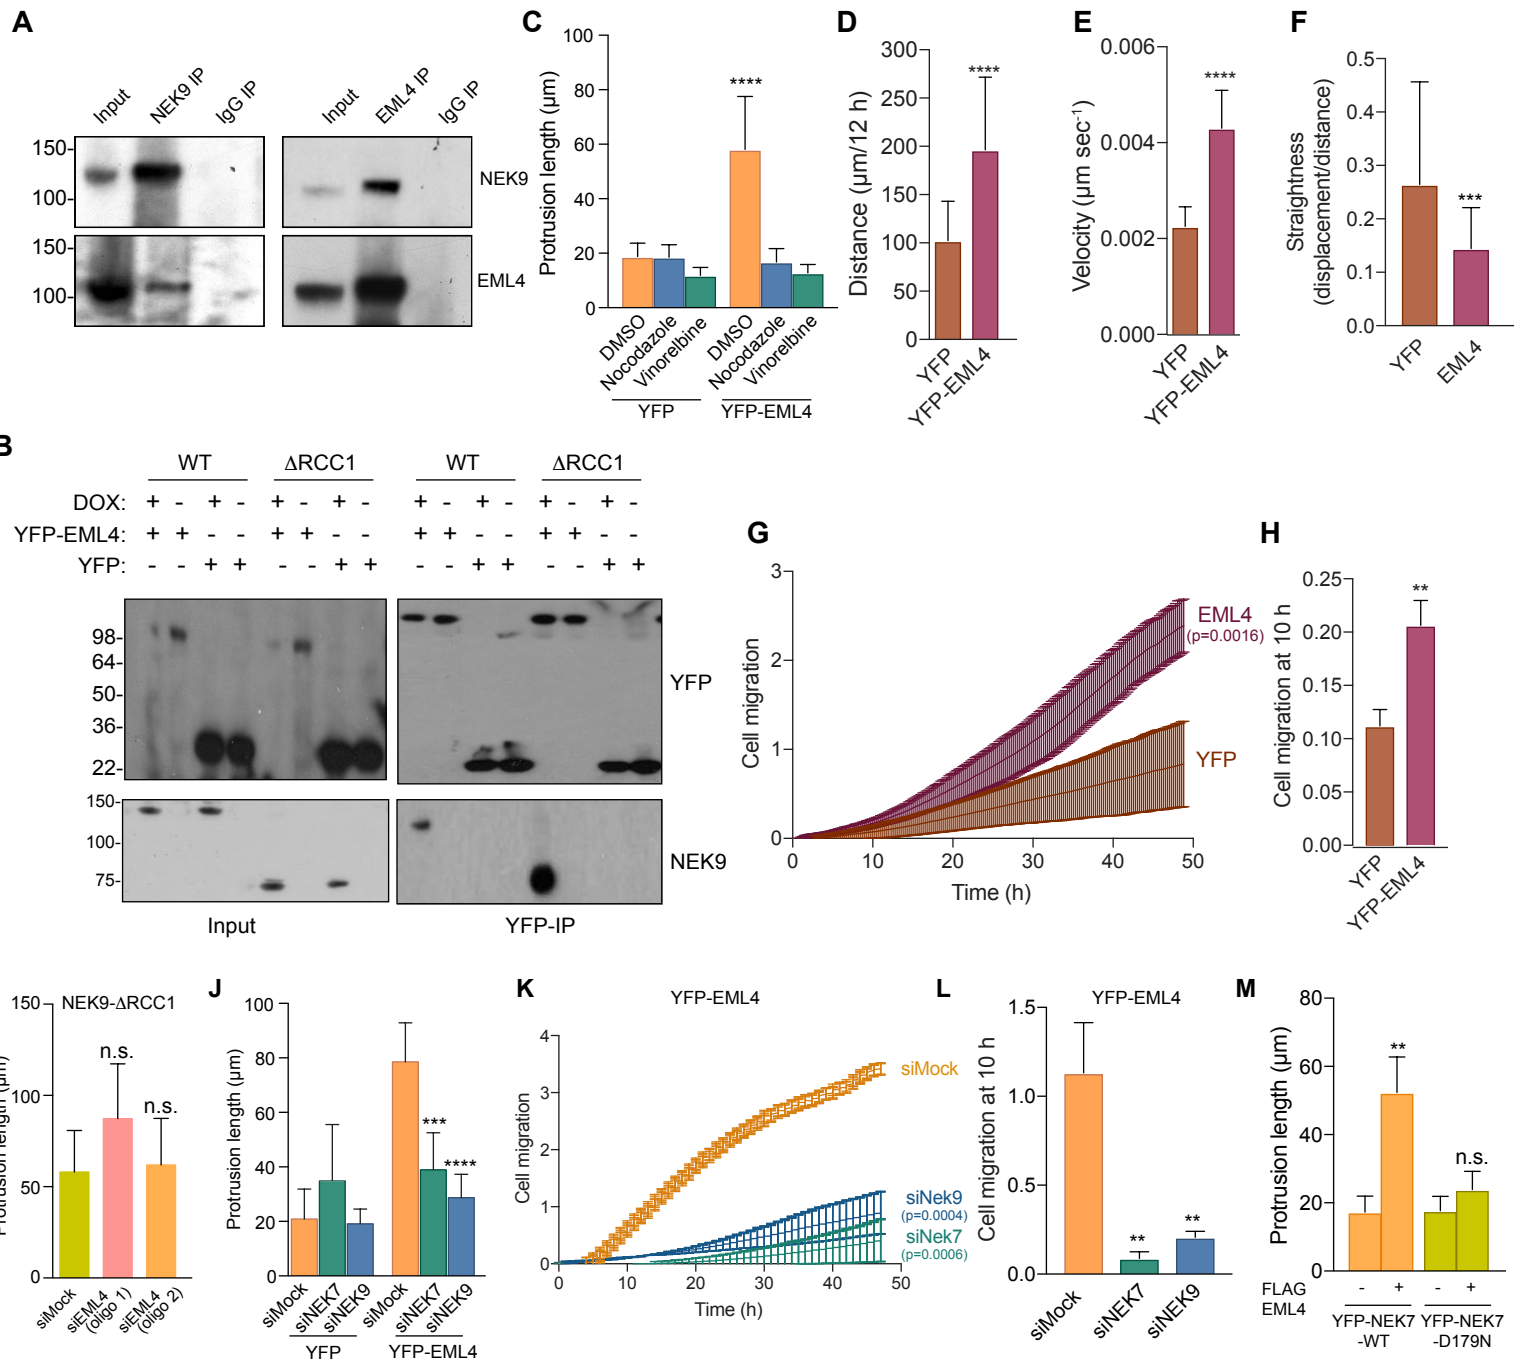 A
Input
NEK9 IP
IgG IP
Input
EML4 IP
IgG IP
150-
100-
150-
100-
NEK9
EML4
C
Protrusion length (µm)
100
80
60
40
20
0
****
DMSO
Nocodazole
Vinorelbine
DMSO
Nocodazole
Vinorelbine
YFP
YFP-EML4
D
Distance (µm/12 h)
300
250
200
150
100
50
0
****
YFP
YFP-EML4
E
Velocity (µm sec⁻¹)
0.006
0.004
0.002
0.000
****
YFP
YFP-EML4
F
Straightness
(displacement/distance)
0.5
0.4
0.3
0.2
0.1
0.0
***
YFP
EML4
B
WT ΔRCC1 WT ΔRCC1
DOX: + - + - + - + - + - + - + - + -
YFP-EML4: + + - - + + - - + + - - + + - -
YFP: - - + + - - + + - - + + - - + +
98-
64-
50-
36-
22-
YFP
150-
100-
75-
NEK9
Input
YFP-IP
G
Cell migration
3
2
1
0
0 10 20 30 40 50
Time (h)
EML4
(p=0.0016)
YFP
H
Cell migration at 10 h
0.25
0.20
0.15
0.10
0.05
0.00
**
YFP
YFP-EML4
NEK9-ΔRCC1
Protrusion length (µm)
150
100
50
0
n.s.
n.s.
siMock
siEML4
(oligo 1)
siEML4
(oligo 2)
J
Protrusion length (µm)
100
80
60
40
20
0
***
****
siMock
siNEK7
siNEK9
siMock
siNEK7
siNEK9
YFP
YFP-EML4
K
YFP-EML4
Cell migration
4
3
2
1
0
0 10 20 30 40 50
Time (h)
siMock
siNek9
(p=0.0004)
siNek7
(p=0.0006)
L
YFP-EML4
Cell migration at 10 h
1.5
1.0
0.5
0.0
**
**
siMock
siNEK7
siNEK9
M
Protrusion length (µm)
80
60
40
20
0
**
n.s.
FLAG
EML4
- + - +
YFP-NEK7
-WT
YFP-NEK7
-D179N